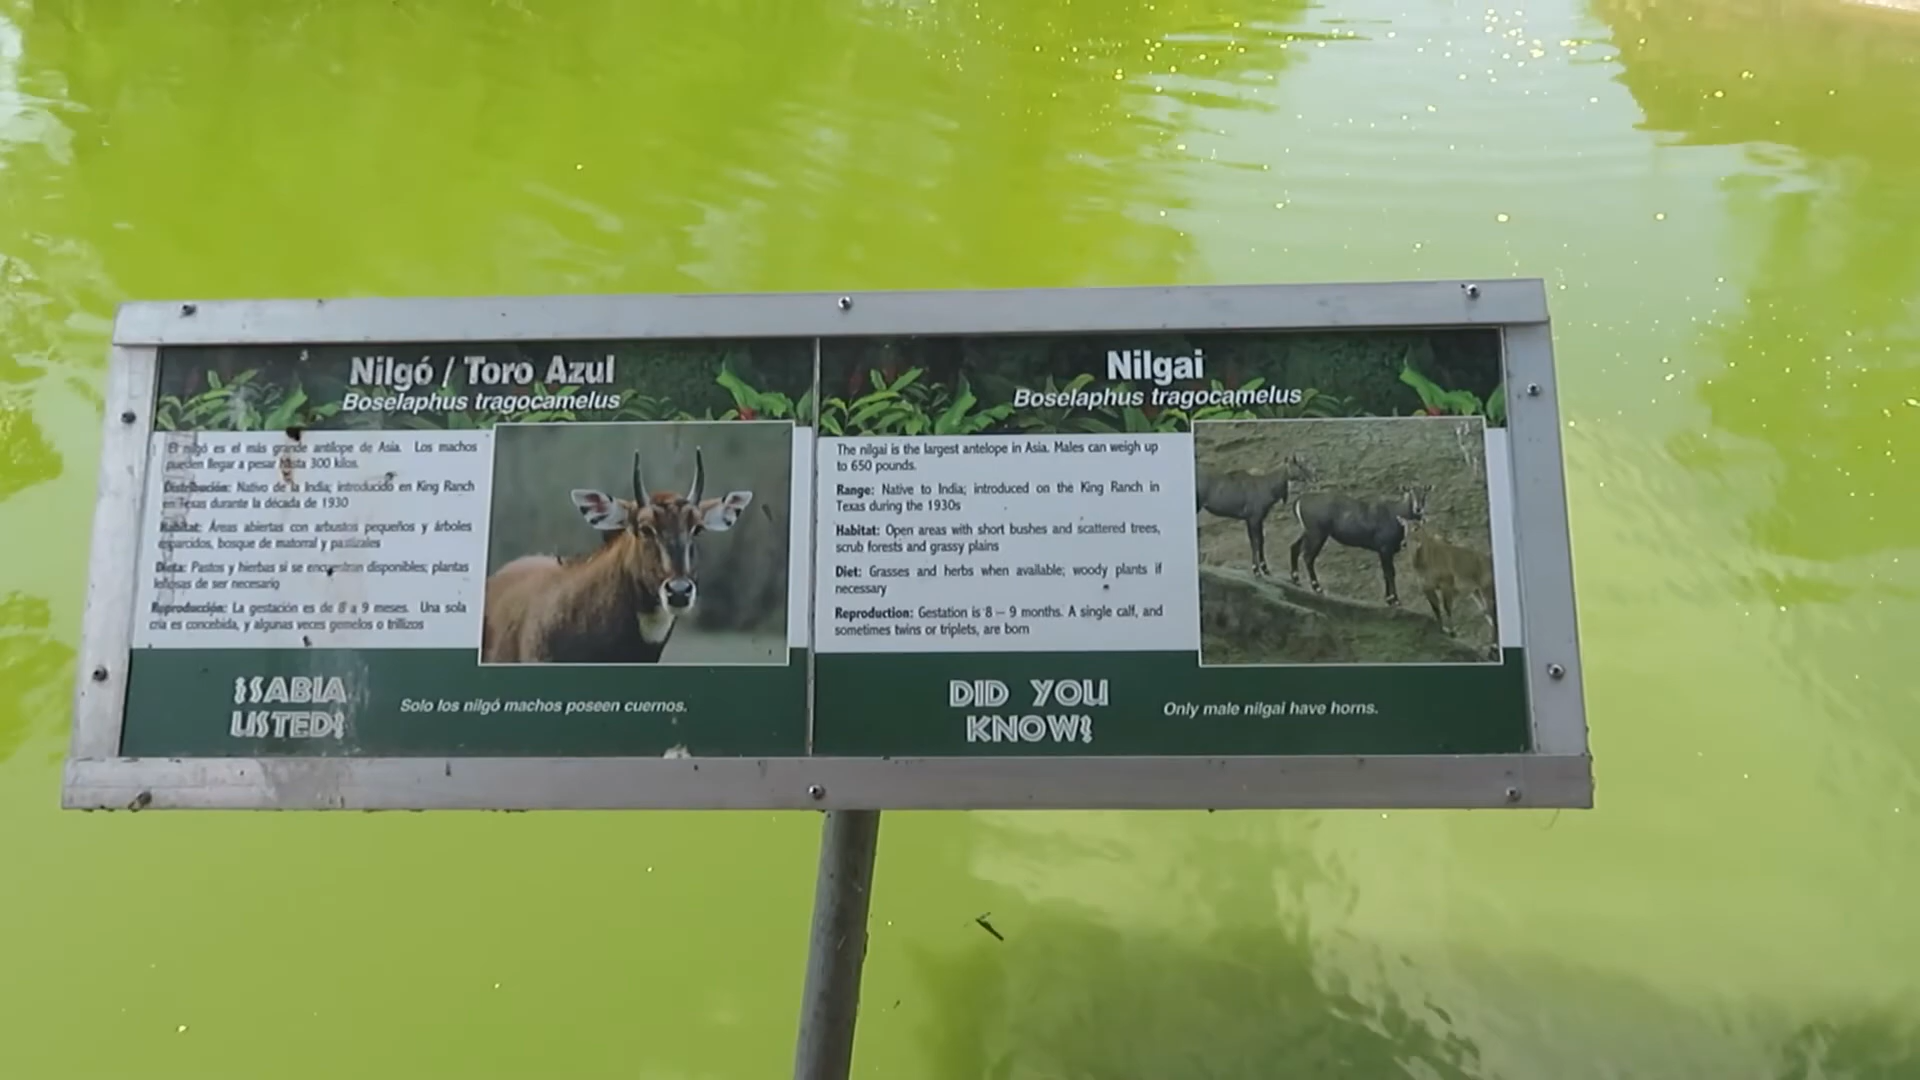 Nilgó / Toro Azul
Boselaphus tragocamelus
El nilgó es el más grande antílope de Asia. Los machos
pueden llegar a pesar hasta 300 kilos.
Distribución: Nativo de la India; introducido en King Ranch
en Texas durante la década de 1930
Habitat: Áreas abiertas con arbustos pequeños y árboles
esparcidos, bosque de matorral y pastizales
Dieta: Pastos y hierbas si se encuentran disponibles; plantas
leñosas de ser necesario
Reproducción: La gestación es de 8 a 9 meses. Una sola
cría es concebida, y algunas veces gemelos o trillizos
¿SABIA
USTED?
Solo los nilgó machos poseen cuernos.
Nilgai
Boselaphus tragocamelus
The nilgai is the largest antelope in Asia. Males can weigh up
to 650 pounds.
Range: Native to India; introduced on the King Ranch in
Texas during the 1930s
Habitat: Open areas with short bushes and scattered trees,
scrub forests and grassy plains
Diet: Grasses and herbs when available; woody plants if
necessary
Reproduction: Gestation is 8 – 9 months. A single calf, and
sometimes twins or triplets, are born
DID YOU
KNOW?
Only male nilgai have horns.